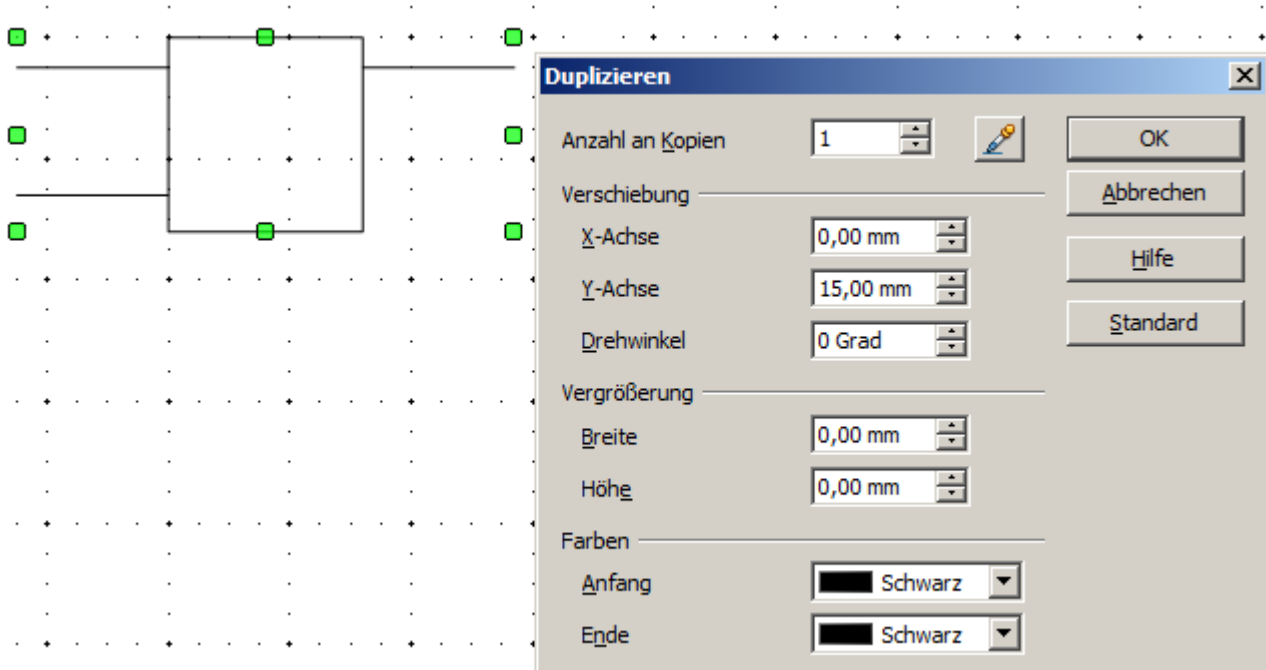 Duplizieren
Anzahl an Kopien 1 OK
Verschiebung Abbrechen
X-Achse 0,00 mm Hilfe
Y-Achse 15,00 mm
Drehwinkel 0 Grad Standard
Vergrößerung
Breite 0,00 mm
Höhe 0,00 mm
Farben
Anfang Schwarz
Ende Schwarz